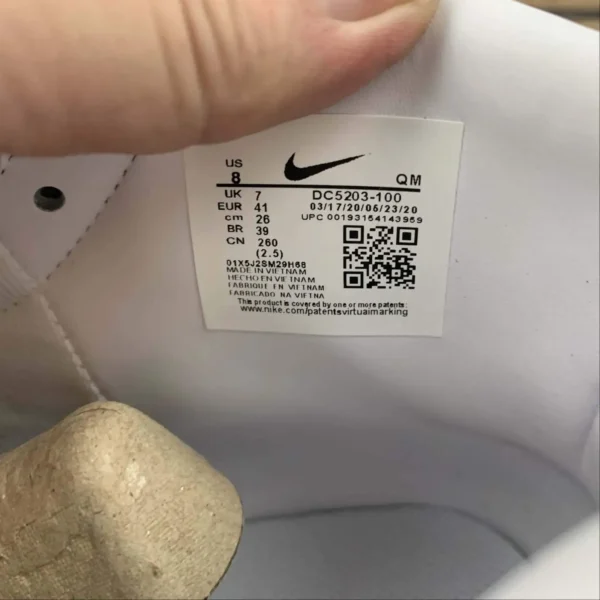 US
8 QM
UK 7 DC5203-100
EUR 41 03/17/20/05/23/20
cm 26 UPC 00193154143959
BR 39
CN 260
(2.5)
01X5J2SM29H68
MADE IN VIETNAM
HECHO EN VIETNAM
FABRIQUE EN VIETNAM
FABRICADO NA VIETNA
This product is covered by one or more patents:
www.nike.com/patentsvirtualmarking